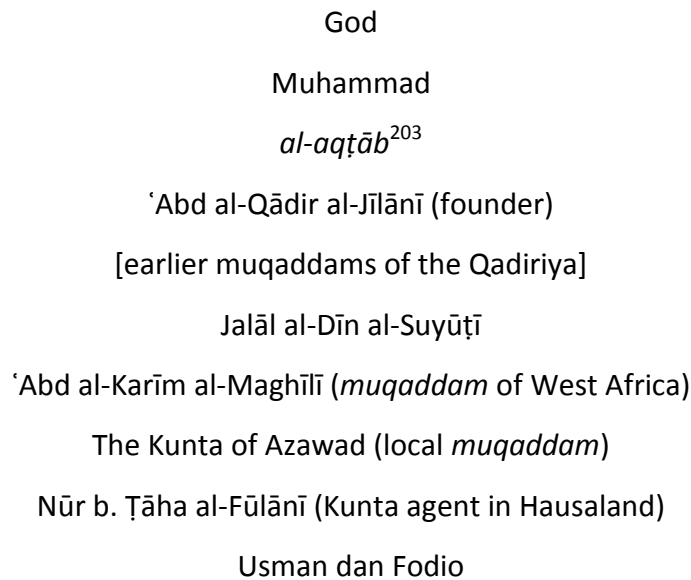 God
Muhammad
al-aqṭāb203
ʿAbd al-Qādir al-Jīlānī (founder)
[earlier muqaddams of the Qadiriya]
Jalāl al-Dīn al-Suyūṭī
ʿAbd al-Karīm al-Maghīlī (muqaddam of West Africa)
The Kunta of Azawad (local muqaddam)
Nūr b. Ṭāha al-Fūlānī (Kunta agent in Hausaland)
Usman dan Fodio